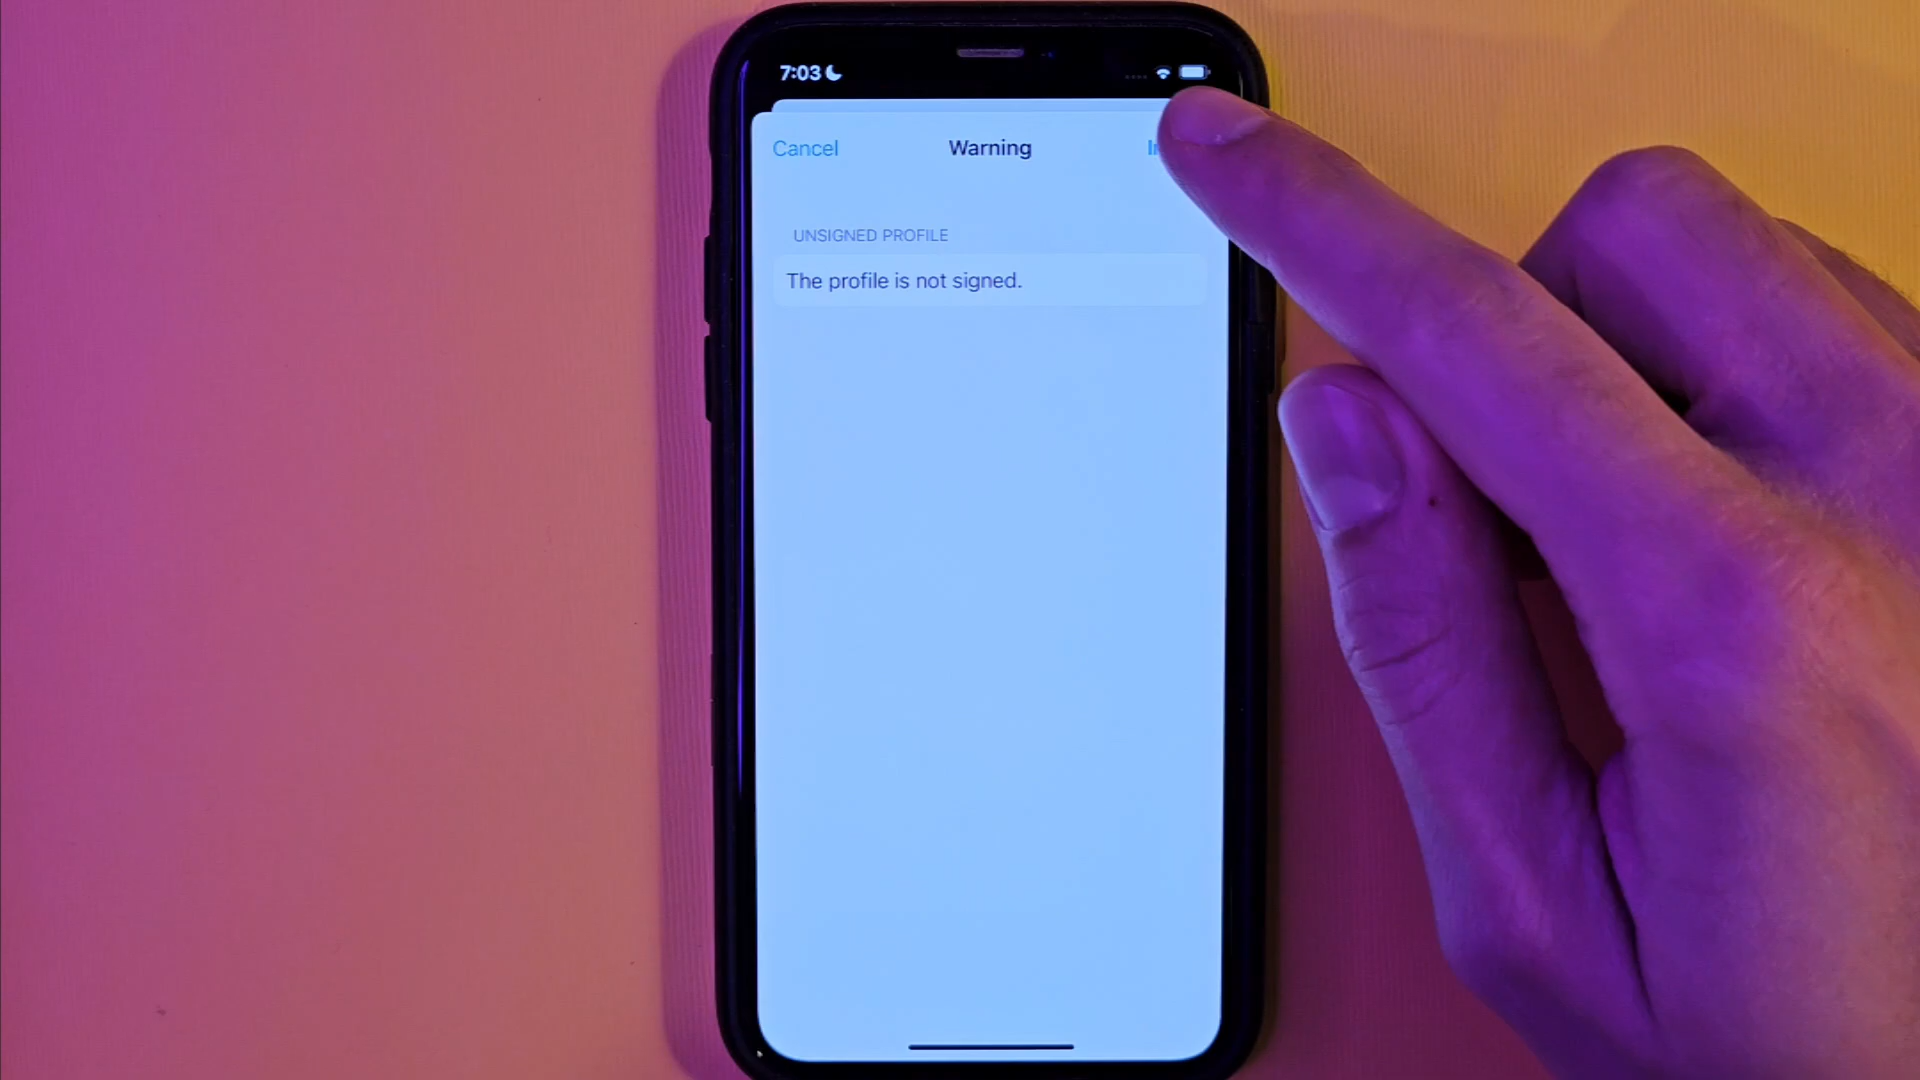 7:03
Cancel
Warning
UNSIGNED PROFILE
The profile is not signed.